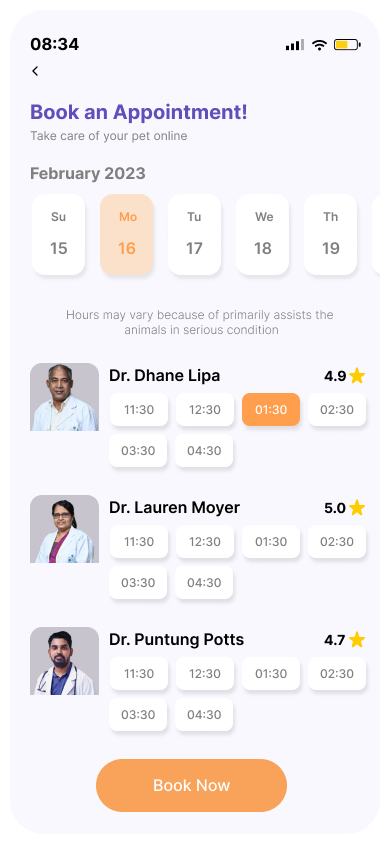 08:34
Book an Appointment!
Take care of your pet online
February 2023
Su Mo Tu We Th
15 16 17 18 19
Hours may vary because of primarily assists the
animals in serious condition
Dr. Dhane Lipa 4.9
11:30 12:30 01:30 02:30
03:30 04:30
Dr. Lauren Moyer 5.0
11:30 12:30 01:30 02:30
03:30 04:30
Dr. Puntung Potts 4.7
11:30 12:30 01:30 02:30
03:30 04:30
Book Now